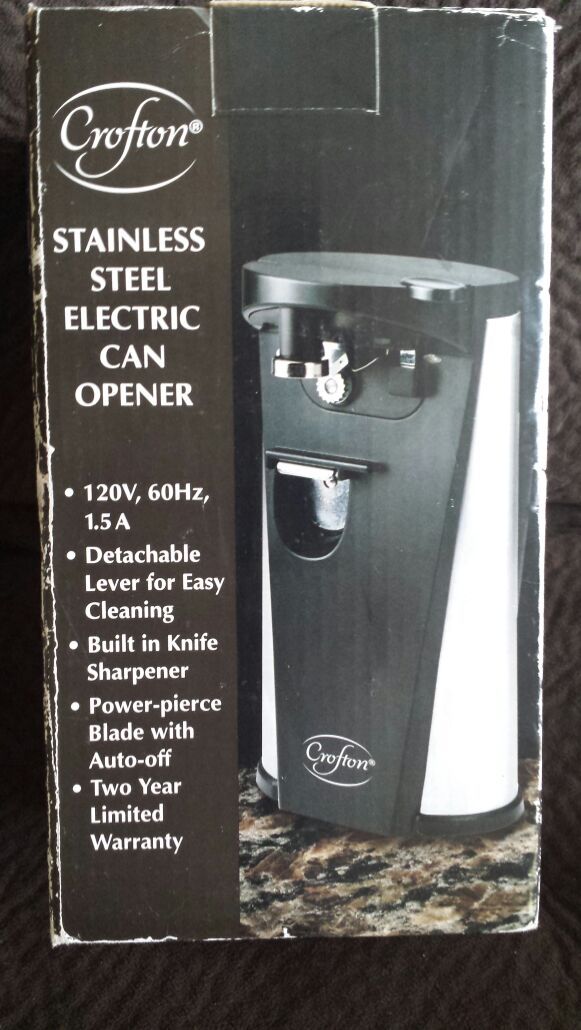 Crofton®
STAINLESS
STEEL
ELECTRIC
CAN
OPENER
• 120V, 60Hz,
1.5 A
• Detachable
Lever for Easy
Cleaning
• Built in Knife
Sharpener
• Power-pierce
Blade with
Auto-off
• Two Year
Limited
Warranty
Crofton®